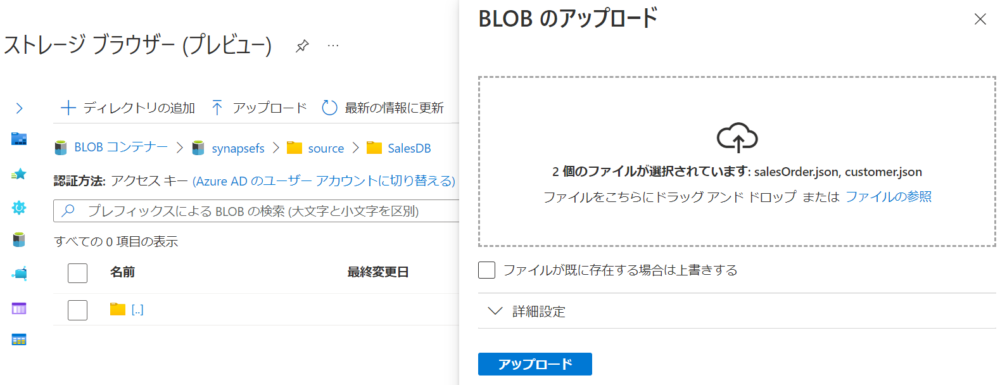 ストレージ ブラウザー (プレビュー)
ディレクトリの追加 アップロード 最新の情報に更新
BLOB コンテナー synapsefs source SalesDB
認証方法: アクセス キー (Azure AD のユーザー アカウントに切り替える)
プレフィックスによる BLOB の検索 (大文字と小文字を区別)
すべての 0 項目の表示
名前 最終変更日
[..]
BLOB のアップロード
2 個のファイルが選択されています: salesOrder.json, customer.json
ファイルをこちらにドラッグ アンド ドロップ または ファイルの参照
ファイルが既に存在する場合は上書きする
詳細設定
アップロード